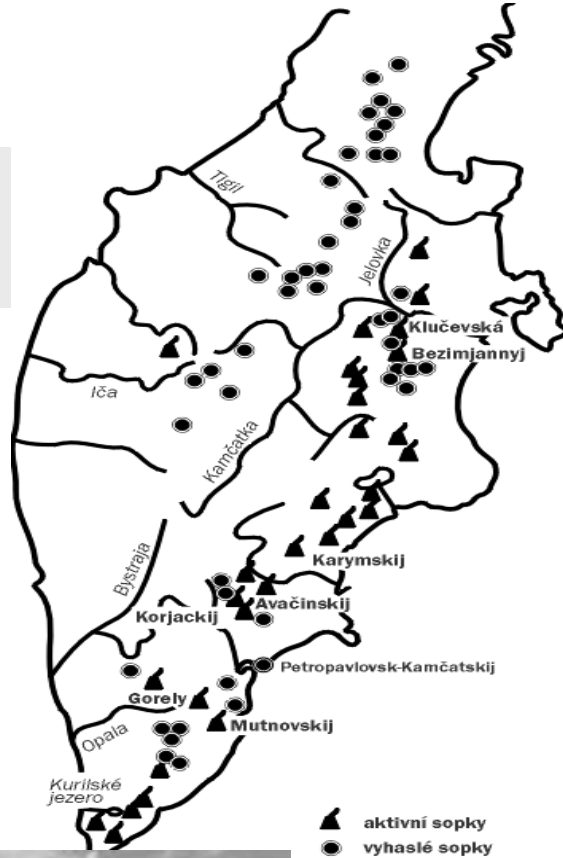 Tigil
Jelovka
Klučevská
Bezimjannyj
Iča
Kamčatka
Karymskij
Bystraja
Avačinskij
Korjackij
Petropavlovsk-Kamčatskij
Gorely
Mutnovskij
Opala
Kurilské
jezero
aktivní sopky
vyhaslé sopky